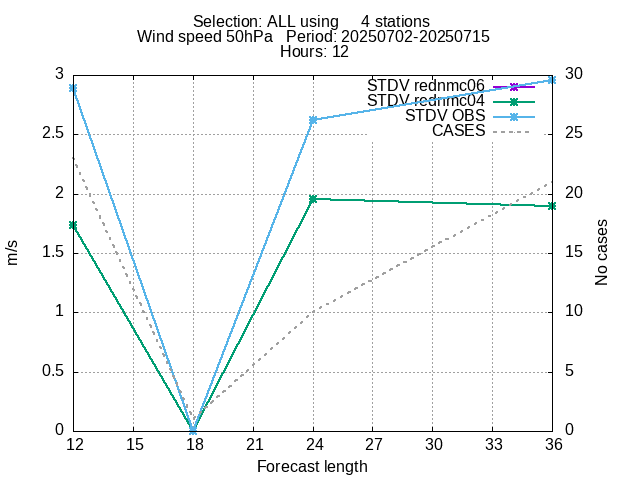 Selection: ALL using 4 stations
Wind speed 50hPa Period: 20250702-20250715
Hours: 12
STDV rednmc06
STDV rednmc04
STDV OBS
CASES
3
2.5
2
1.5
1
0.5
0
30
25
20
15
10
5
0
m/s
No cases
12 15 18 21 24 27 30 33 36
Forecast length